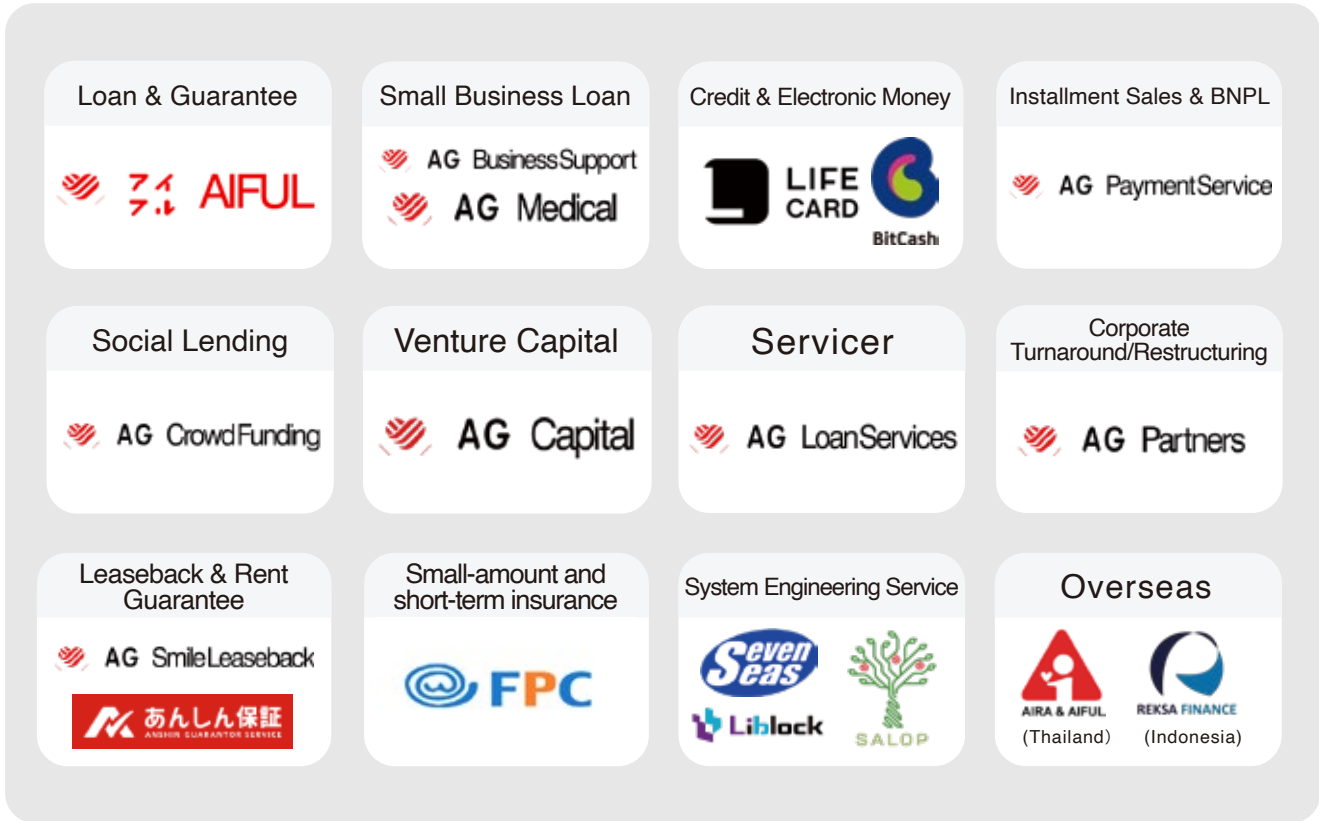 Loan & Guarantee
アイ
フル
AIFUL
Small Business Loan
AG BusinessSupport
AG Medical
Credit & Electronic Money
LIFE
CARD
BitCash
Installment Sales & BNPL
AG PaymentService
Social Lending
AG CrowdFunding
Venture Capital
AG Capital
Servicer
AG LoanServices
Corporate
Turnaround/Restructuring
AG Partners
Leaseback & Rent
Guarantee
AG SmileLeaseback
あんしん保証
ANSHIN GUARANTOR SERVICE
Small-amount and
short-term insurance
FPC
System Engineering Service
Seven
Seas
Liblock
SALOP
Overseas
AIRA & AIFUL
(Thailand)
REKSA FINANCE
(Indonesia)